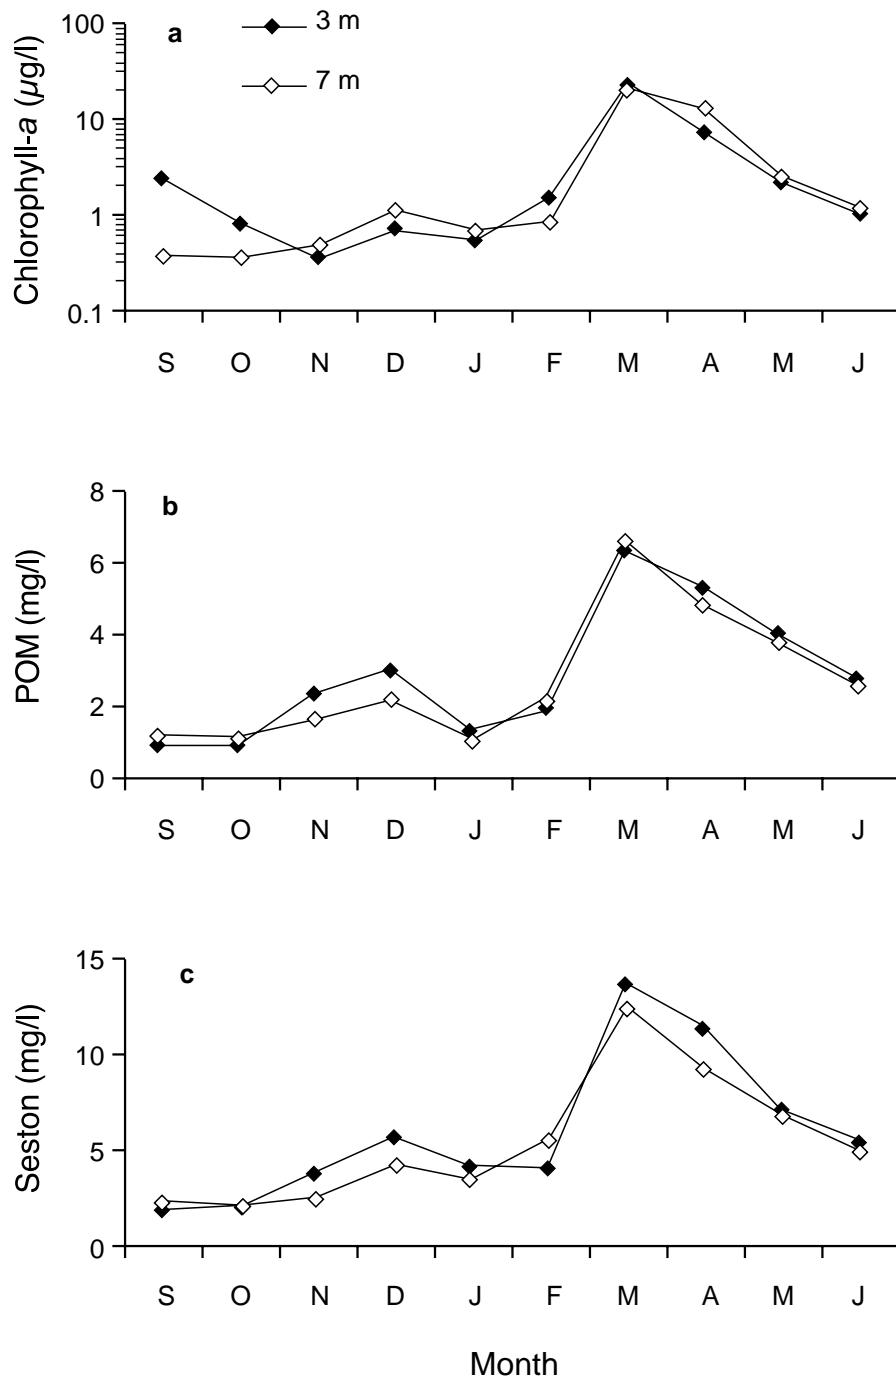 a
3 m
7 m
Chlorophyll-a (µg/l)
100
10
1
0.1
S O N D J F M A M J
b
POM (mg/l)
8
6
4
2
0
S O N D J F M A M J
c
Seston (mg/l)
15
10
5
0
S O N D J F M A M J
Month